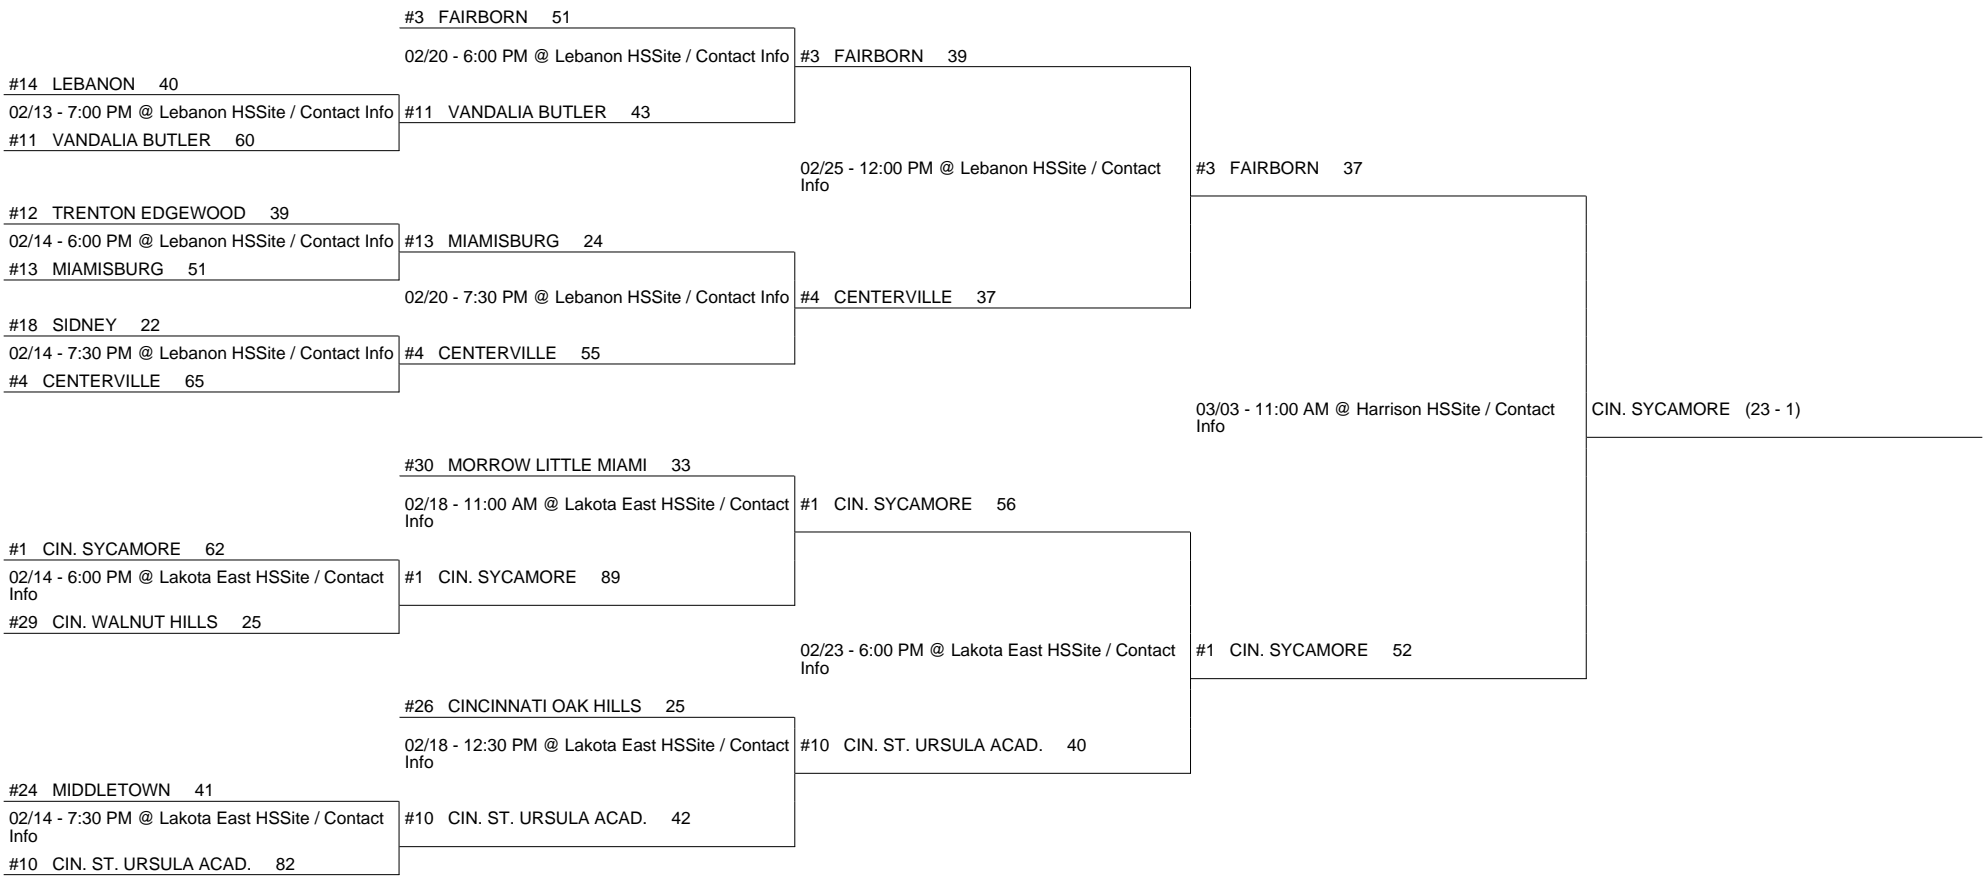 #3 FAIRBORN 51
02/20 - 6:00 PM @ Lebanon HSSite / Contact Info
#3 FAIRBORN 39
#14 LEBANON 40
02/13 - 7:00 PM @ Lebanon HSSite / Contact Info
#11 VANDALIA BUTLER 43
#11 VANDALIA BUTLER 60
02/25 - 12:00 PM @ Lebanon HSSite / Contact
Info
#3 FAIRBORN 37
#12 TRENTON EDGEWOOD 39
02/14 - 6:00 PM @ Lebanon HSSite / Contact Info
#13 MIAMISBURG 24
#13 MIAMISBURG 51
02/20 - 7:30 PM @ Lebanon HSSite / Contact Info
#4 CENTERVILLE 37
#18 SIDNEY 22
02/14 - 7:30 PM @ Lebanon HSSite / Contact Info
#4 CENTERVILLE 55
#4 CENTERVILLE 65
03/03 - 11:00 AM @ Harrison HSSite / Contact
Info
CIN. SYCAMORE (23 - 1)
#30 MORROW LITTLE MIAMI 33
02/18 - 11:00 AM @ Lakota East HSSite / Contact
Info
#1 CIN. SYCAMORE 56
#1 CIN. SYCAMORE 62
02/14 - 6:00 PM @ Lakota East HSSite / Contact
Info
#1 CIN. SYCAMORE 89
#29 CIN. WALNUT HILLS 25
02/23 - 6:00 PM @ Lakota East HSSite / Contact
Info
#1 CIN. SYCAMORE 52
#26 CINCINNATI OAK HILLS 25
02/18 - 12:30 PM @ Lakota East HSSite / Contact
Info
#10 CIN. ST. URSULA ACAD. 40
#24 MIDDLETOWN 41
02/14 - 7:30 PM @ Lakota East HSSite / Contact
Info
#10 CIN. ST. URSULA ACAD. 42
#10 CIN. ST. URSULA ACAD. 82